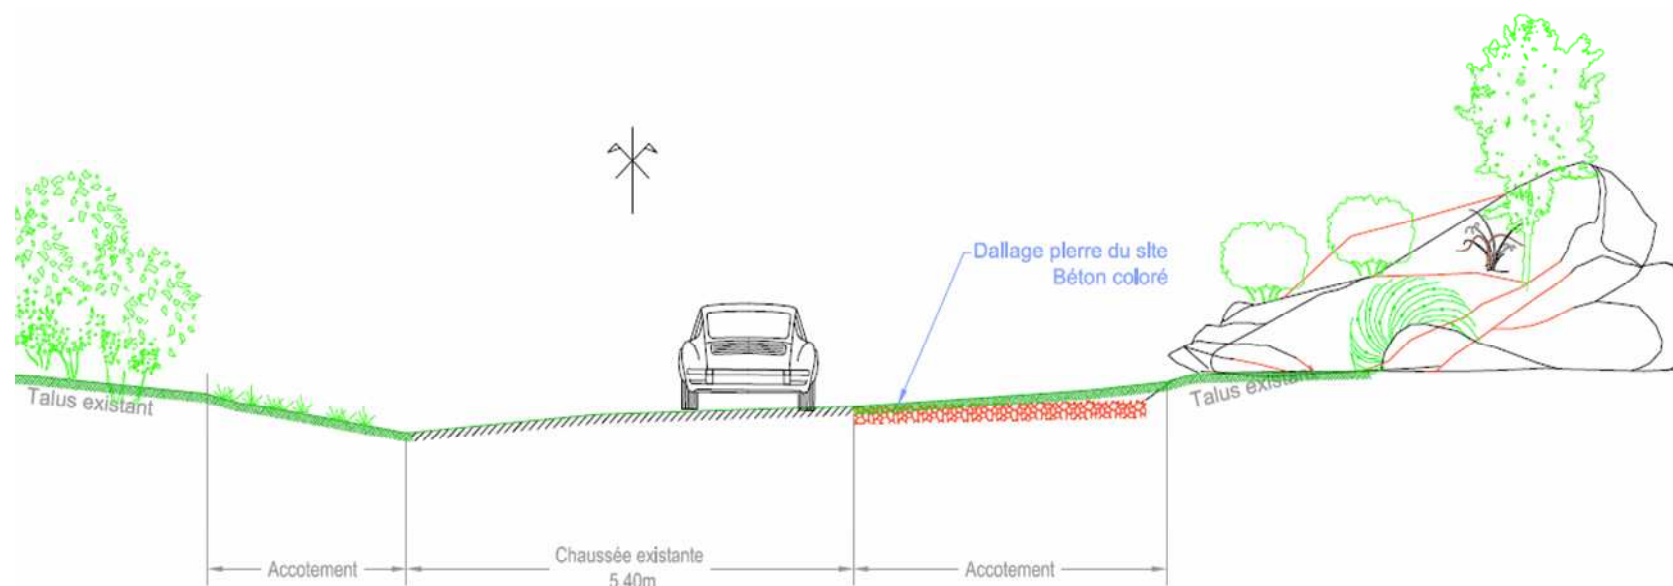 Dallage pierre du site
Béton coloré
Talus existant
Talus existant
Accotement
Chaussée existante
5.40m
Accotement